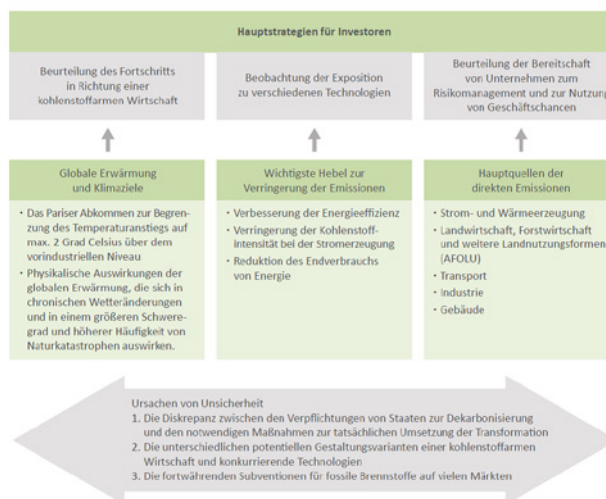 Hauptstrategien für Investoren
Beurteilung des Fortschritts
in Richtung einer
kohlenstoffarmen Wirtschaft
Beobachtung der Exposition
zu verschiedenen Technologien
Beurteilung der Bereitschaft
von Unternehmen zum
Risikomanagement und zur Nutzung
von Geschäftschancen
Globale Erwärmung
und Klimaziele
• Das Pariser Abkommen zur Begren-
zung des Temperaturanstiegs auf
max. 2 Grad Celsius über dem
vorindustriellen Niveau
• Physikalische Auswirkungen der
globalen Erwärmung, die sich in
chronischen Wetteränderungen
und in einem größeren Schwere-
grad und höherer Häufigkeit von
Naturkatastrophen auswirken.
Wichtigste Hebel zur
Verringerung der Emissionen
• Verbesserung der Energieeffizienz
• Verringerung der Kohlenstoff-
intensität bei der Stromerzeugung
• Reduktion des Endverbrauchs
von Energie
Hauptquellen der
direkten Emissionen
• Strom- und Wärmeerzeugung
• Landwirtschaft, Forstwirtschaft
und weitere Landnutzungsformen
(AFOLU)
• Transport
• Industrie
• Gebäude
Ursachen von Unsicherheit
1. Die Diskrepanz zwischen den Verpflichtungen von Staaten zur Dekarbonisierung
und den notwendigen Maßnahmen zur tatsächlichen Umsetzung der Transformation
2. Die unterschiedlichen potentiellen Gestaltungsvarianten einer kohlenstoffarmen
Wirtschaft und konkurrierende Technologien
3. Die fortwährenden Subventionen für fossile Brennstoffe auf vielen Märkten